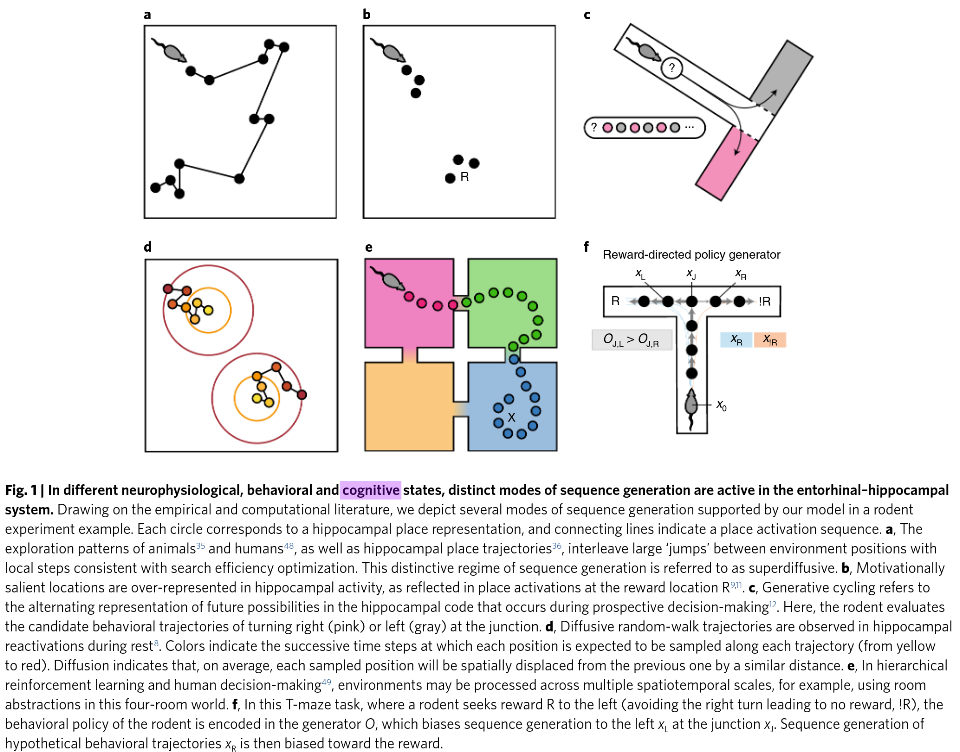 a
b
c
R
?
? ...
d
e
f
X
Reward-directed policy generator
xL xJ xR
R !R
OJ,L > OJ,R
xR x!R
x0
Fig. 1 | In different neurophysiological, behavioral and cognitive states, distinct modes of sequence generation are active in the entorhinal–hippocampal
system. Drawing on the empirical and computational literature, we depict several modes of sequence generation supported by our model in a rodent
experiment example. Each circle corresponds to a hippocampal place representation, and connecting lines indicate a place activation sequence. a, The
exploration patterns of animals35 and humans48, as well as hippocampal place trajectories36, interleave large ‘jumps’ between environment positions with
local steps consistent with search efficiency optimization. This distinctive regime of sequence generation is referred to as superdiffusive. b, Motivationally
salient locations are over-represented in hippocampal activity, as reflected in place activations at the reward location R9,11. c, Generative cycling refers to
the alternating representation of future possibilities in the hippocampal code that occurs during prospective decision-making12. Here, the rodent evaluates
the candidate behavioral trajectories of turning right (pink) or left (gray) at the junction. d, Diffusive random-walk trajectories are observed in hippocampal
reactivations during rest8. Colors indicate the successive time steps at which each position is expected to be sampled along each trajectory (from yellow
to red). Diffusion indicates that, on average, each sampled position will be spatially displaced from the previous one by a similar distance. e, In hierarchical
reinforcement learning and human decision-making49, environments may be processed across multiple spatiotemporal scales, for example, using room
abstractions in this four-room world. f, In this T-maze task, where a rodent seeks reward R to the left (avoiding the right turn leading to no reward, !R), the
behavioral policy of the rodent is encoded in the generator O, which biases sequence generation to the left xL at the junction xJ. Sequence generation of
hypothetical behavioral trajectories xR is then biased toward the reward.